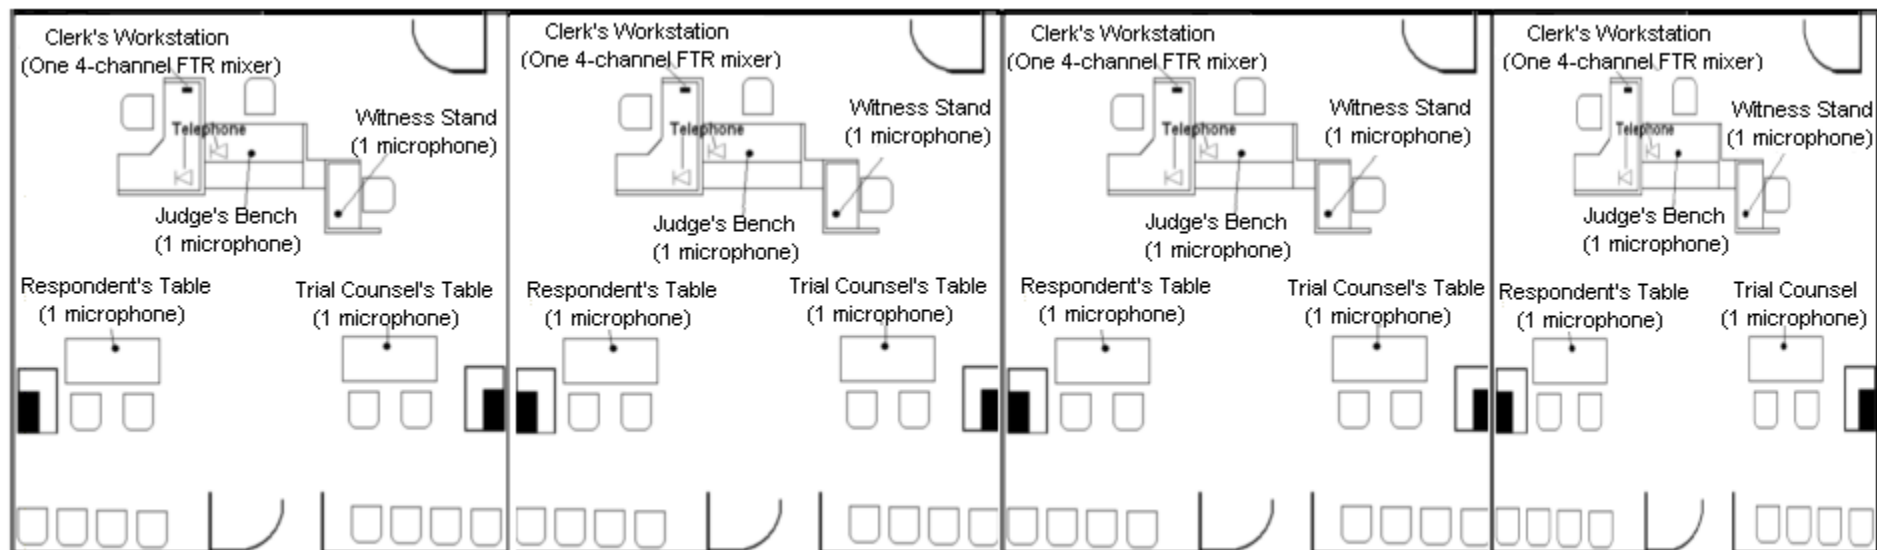 Clerk's Workstation
(One 4-channel FTR mixer)
Telephone
Witness Stand
(1 microphone)
Judge's Bench
(1 microphone)
Respondent's Table
(1 microphone)
Trial Counsel's Table
(1 microphone)
Clerk's Workstation
(One 4-channel FTR mixer)
Telephone
Witness Stand
(1 microphone)
Judge's Bench
(1 microphone)
Respondent's Table
(1 microphone)
Trial Counsel's Table
(1 microphone)
Clerk's Workstation
(One 4-channel FTR mixer)
Telephone
Witness Stand
(1 microphone)
Judge's Bench
(1 microphone)
Respondent's Table
(1 microphone)
Trial Counsel's Table
(1 microphone)
Clerk's Workstation
(One 4-channel FTR mixer)
Telephone
Witness Stand
(1 microphone)
Judge's Bench
(1 microphone)
Respondent's Table
(1 microphone)
Trial Counsel
(1 microphone)